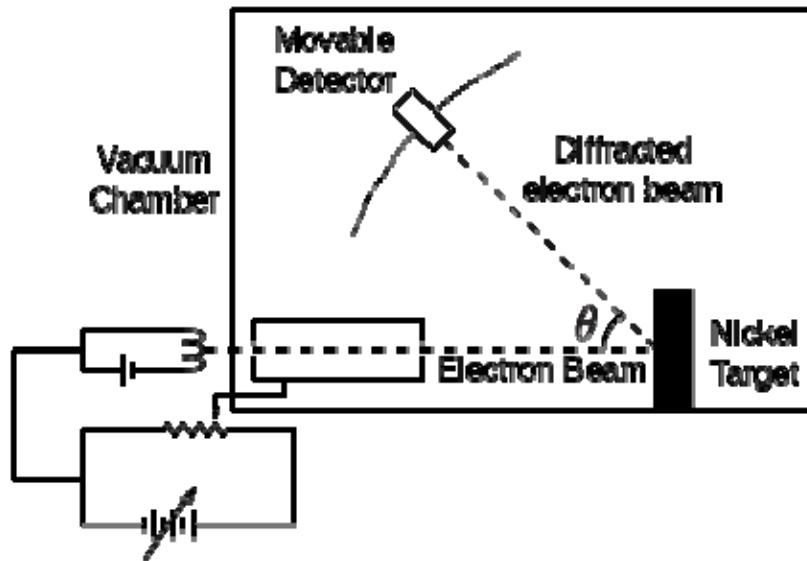 Movable
Detector
Vacuum
Chamber
Diffracted
electron beam
θ
Electron Beam
Nickel
Target